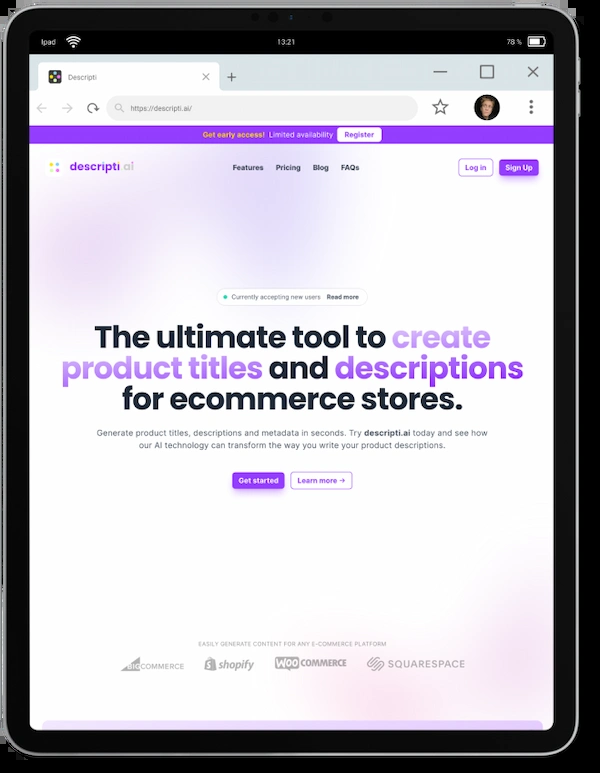 Ipad
13:21
78 %
Descripti
https://descripti.ai/
Get early access! Limited availability Register
descripti ai
Features Pricing Blog FAQs
Log in Sign Up
Currently accepting new users Read more
The ultimate tool to create
product titles and descriptions
for ecommerce stores.
Generate product titles, descriptions and metadata in seconds. Try descripti.ai today and see how
our AI technology can transform the way you write your product descriptions.
Get started Learn more →
EASILY GENERATE CONTENT FOR ANY E-COMMERCE PLATFORM
BIGCOMMERCE shopify WOO COMMERCE SQUARESPACE